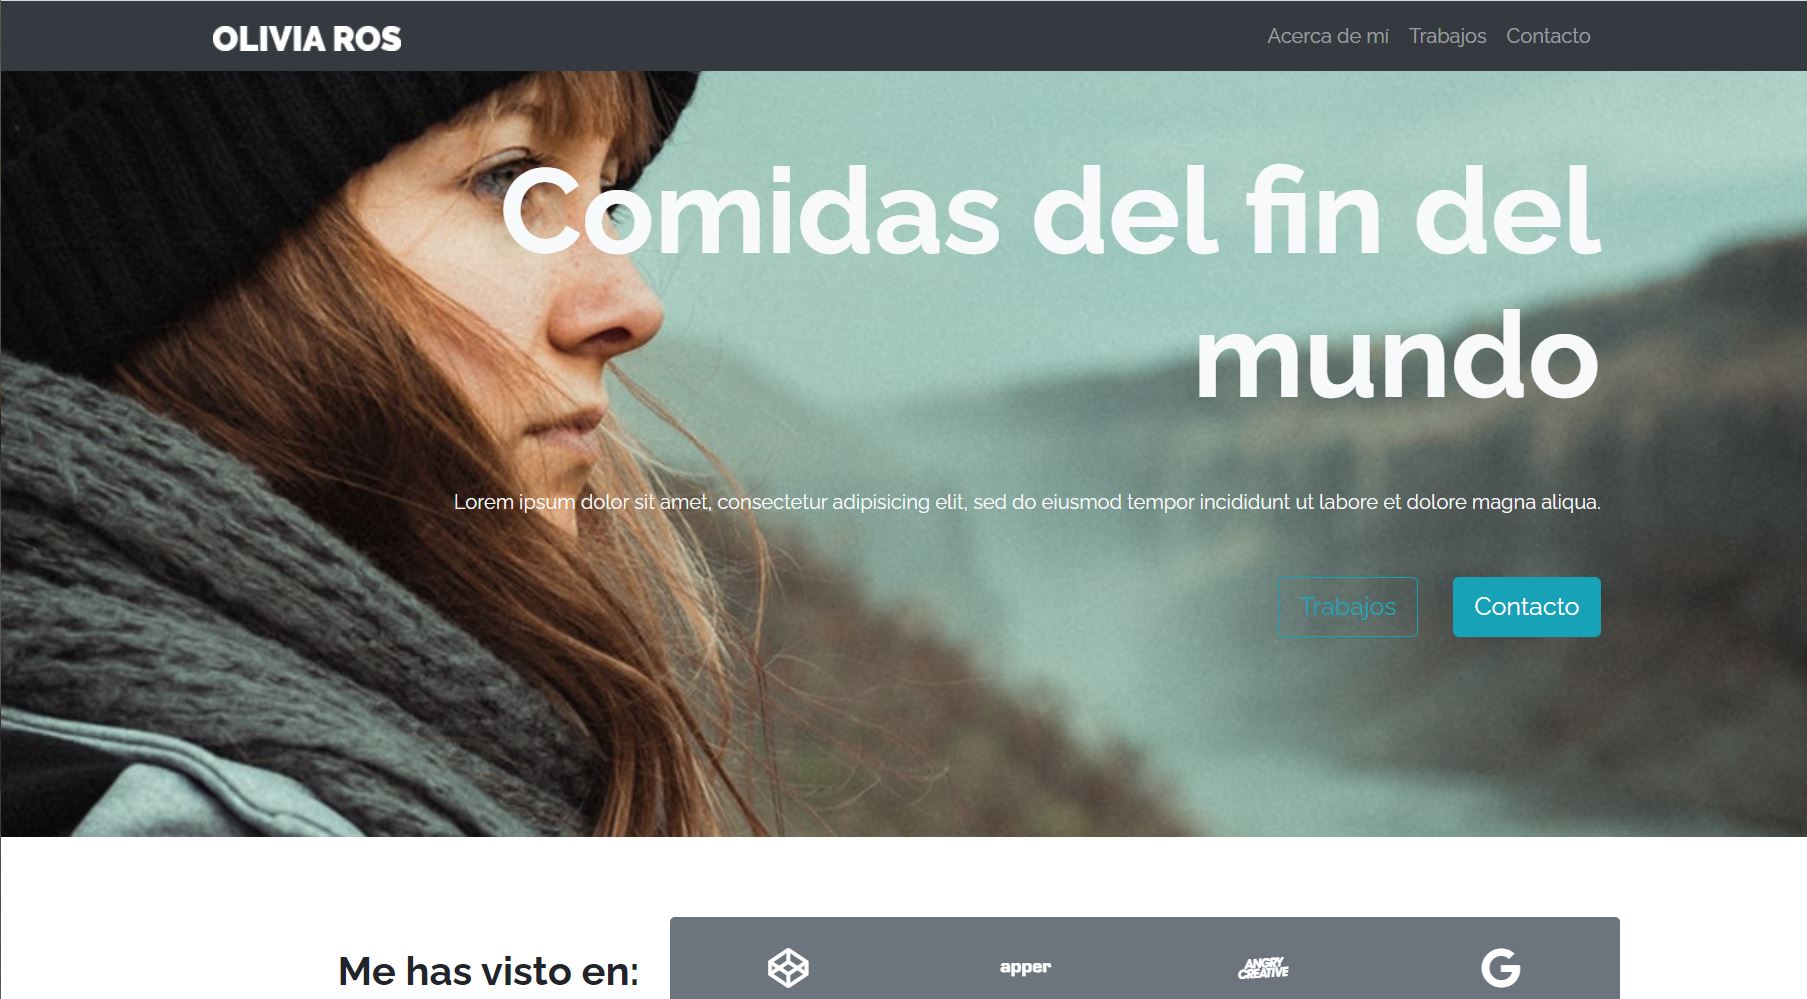 OLIVIA ROS
Acerca de mí Trabajos Contacto
Comidas del fin del
mundo
Lorem ipsum dolor sit amet, consectetur adipisicing elit, sed do eiusmod tempor incididunt ut labore et dolore magna aliqua.
Trabajos Contacto
Me has visto en:
apper
ANGRY
CREATIVE
G